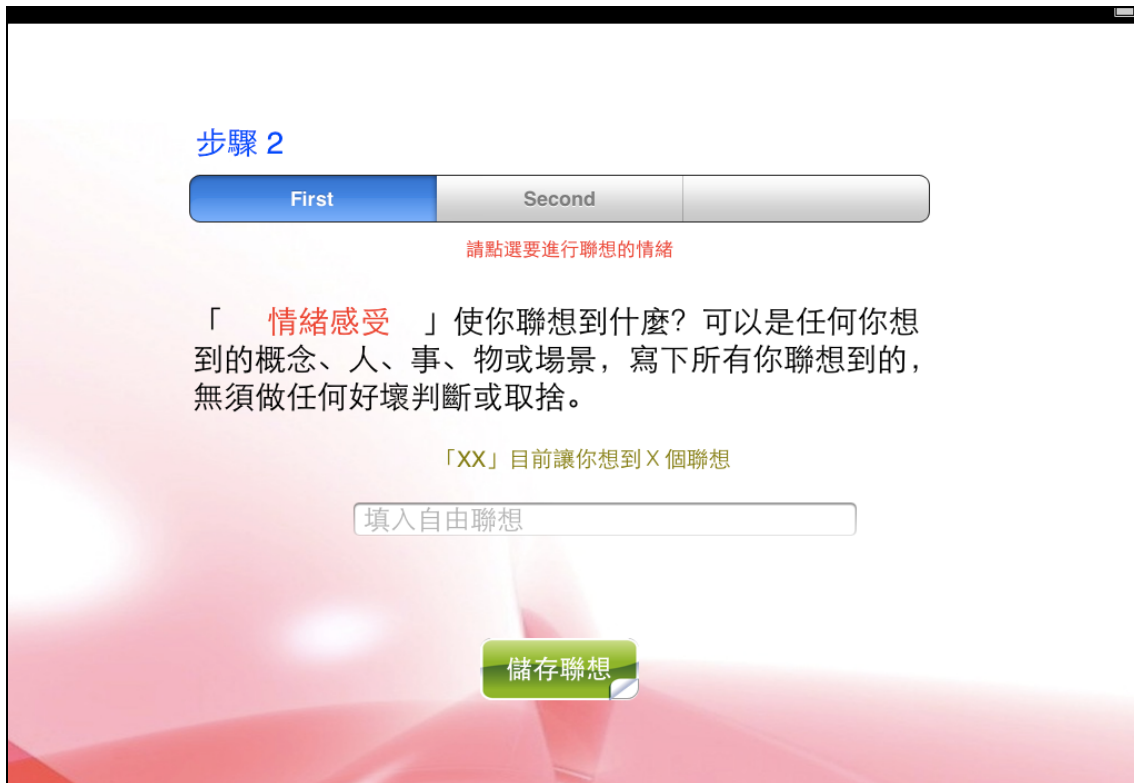 步驟 2
First Second
請點選要進行聯想的情緒
「 情緒感受 」使你聯想到什麼？可以是任何你想
到的概念、人、事、物或場景，寫下所有你聯想到的，
無須做任何好壞判斷或取捨。
「XX」目前讓你想到 X 個聯想
填入自由聯想
儲存聯想